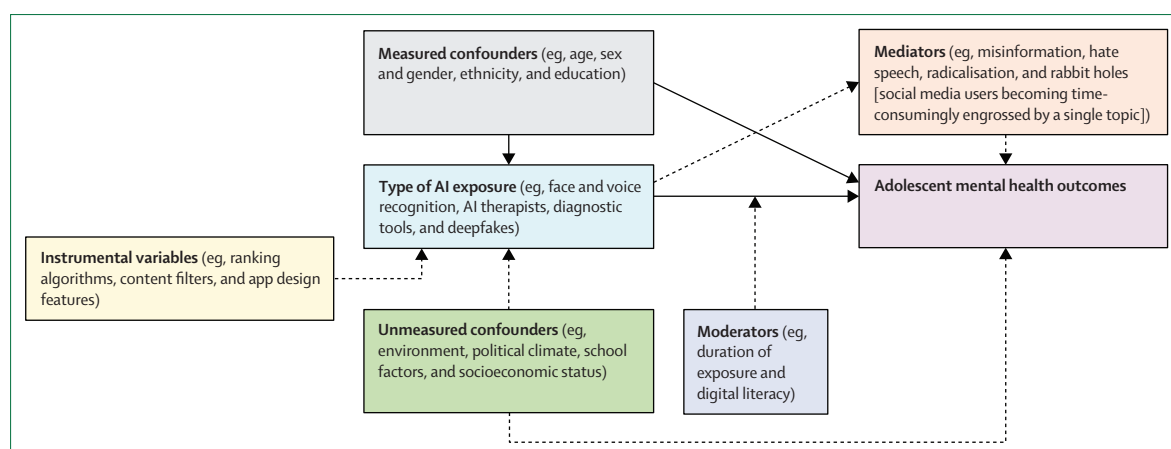 Measured confounders (eg, age, sex
and gender, ethnicity, and education)
Mediators (eg, misinformation, hate
speech, radicalisation, and rabbit holes
[social media users becoming time-
consumingly engrossed by a single topic])
Type of AI exposure (eg, face and voice
recognition, AI therapists, diagnostic
tools, and deepfakes)
Adolescent mental health outcomes
Instrumental variables (eg, ranking
algorithms, content filters, and app design
features)
Unmeasured confounders (eg,
environment, political climate, school
factors, and socioeconomic status)
Moderators (eg,
duration of
exposure and
digital literacy)